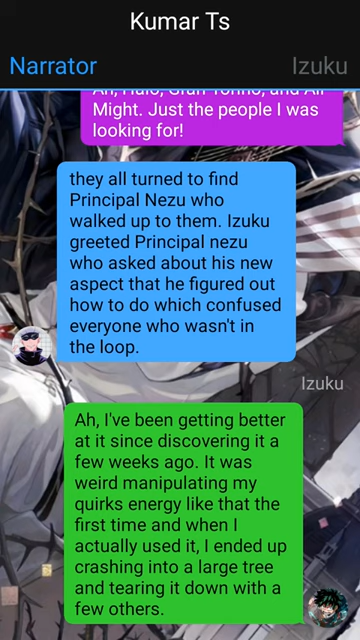 Kumar Ts
Narrator
Izuku
Ah, Halo, Gran Torino, and All
Might. Just the people I was
looking for!
they all turned to find
Principal Nezu who
walked up to them. Izuku
greeted Principal nezu
who asked about his new
aspect that he figured out
how to do which confused
everyone who wasn't in
the loop.
Izuku
Ah, I've been getting better
at it since discovering it a
few weeks ago. It was
weird manipulating my
quirks energy like that the
first time and when I
actually used it, I ended up
crashing into a large tree
and tearing it down with a
few others.